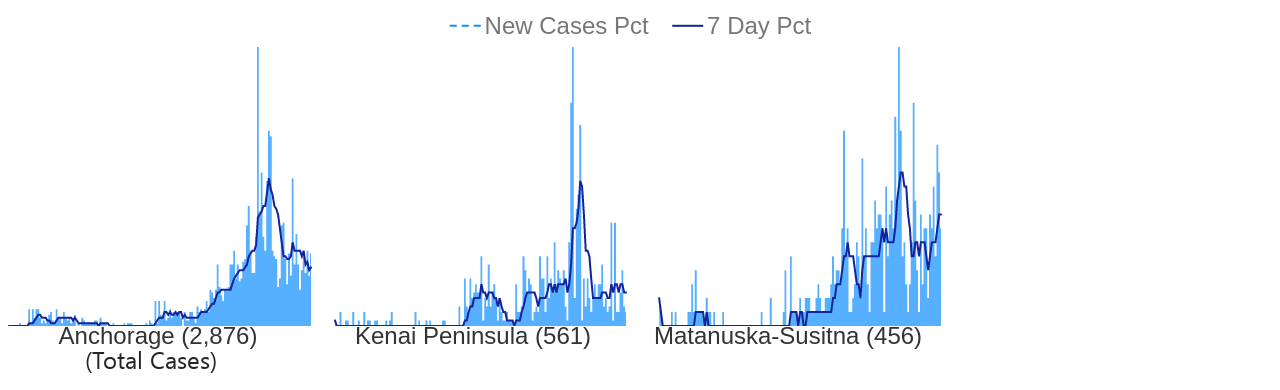 New Cases Pct 7 Day Pct
Anchorage (2,876) Kenai Peninsula (561) Matanuska-Susitna (456)
(Total Cases)